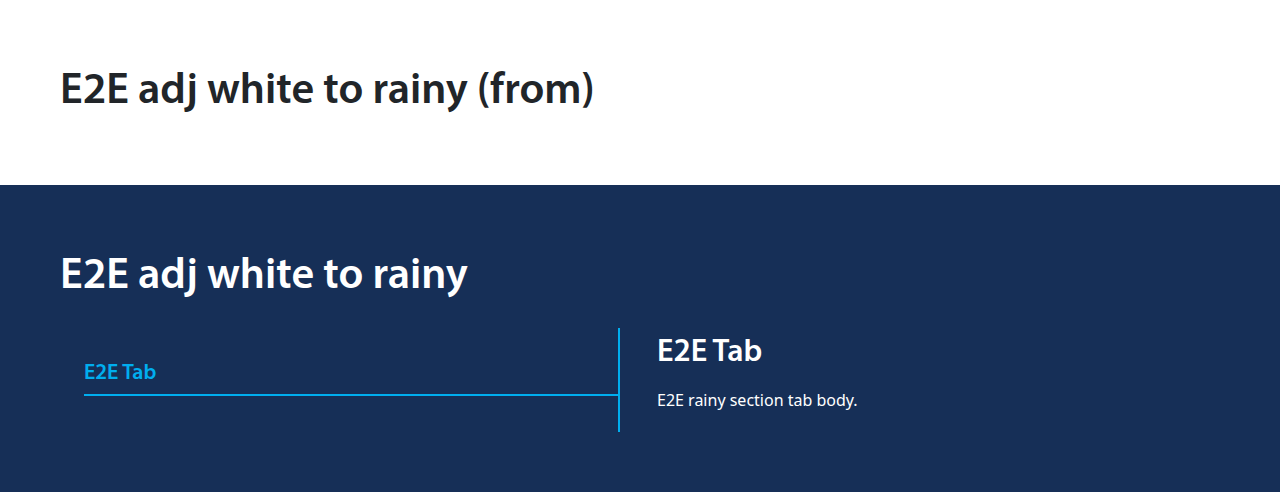 E2E adj white to rainy (from)
E2E adj white to rainy
E2E Tab
E2E Tab
E2E rainy section tab body.